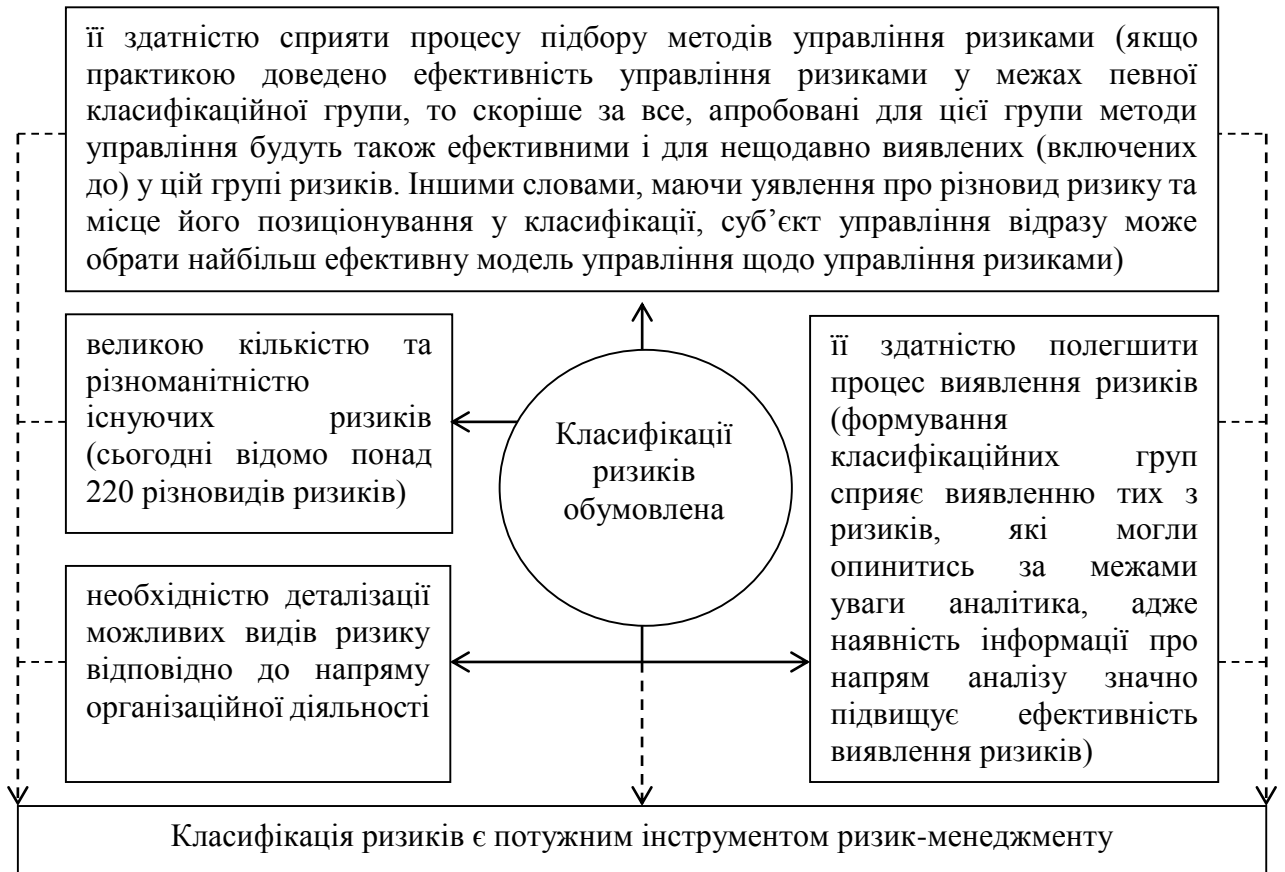 її здатністю сприяти процесу підбору методів управління ризиками (якщо
практикою доведено ефективність управління ризиками у межах певної
класифікаційної групи, то скоріше за все, апробовані для цієї групи методи
управління будуть також ефективними і для нещодавно виявлених (включених
до) у цій групі ризиків. Іншими словами, маючи уявлення про різновид ризику та
місце його позиціонування у класифікації, суб’єкт управління відразу може
обрати найбільш ефективну модель управління щодо управління ризиками)
великою кількістю та
різноманітністю
існуючих ризиків
(сьогодні відомо понад
220 різновидів ризиків)
Класифікації
ризиків
обумовлена
її здатністю полегшити
процес виявлення ризиків
(формування
класифікаційних груп
сприяє виявленню тих з
ризиків, які могли
опинитись за межами
уваги аналітика, адже
наявність інформації про
напрям аналізу значно
підвищує ефективність
виявлення ризиків)
необхідністю деталізації
можливих видів ризику
відповідно до напряму
організаційної діяльності
Класифікація ризиків є потужним інструментом ризик-менеджменту